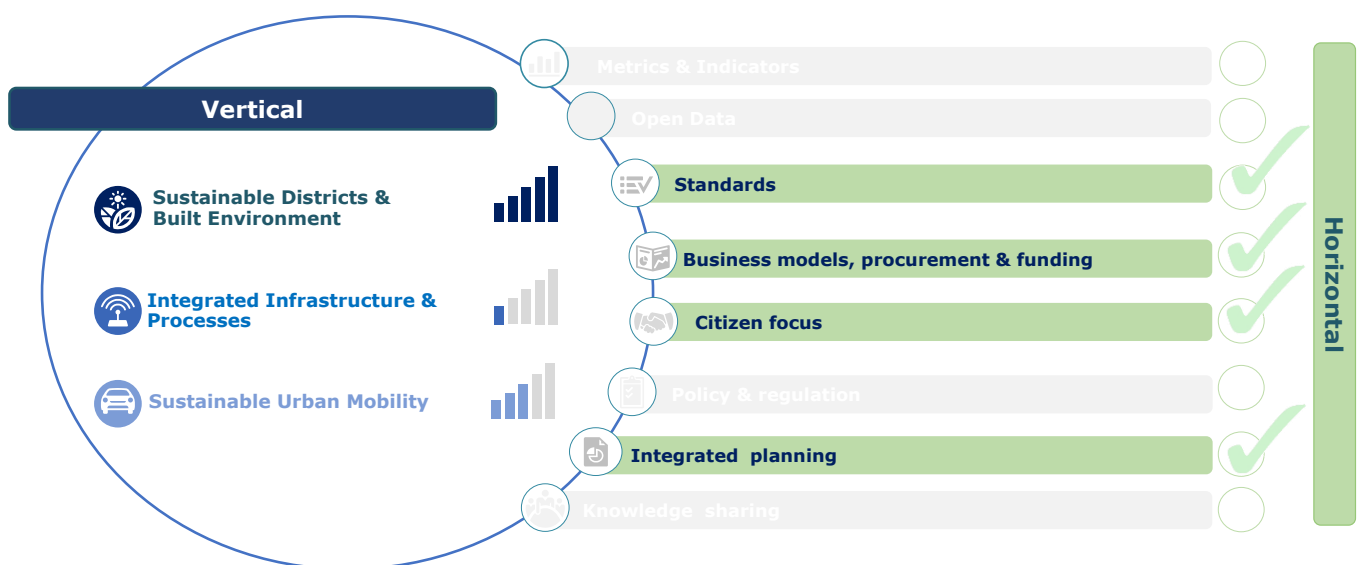 Vertical
Sustainable Districts &
Built Environment
Integrated Infrastructure &
Processes
Sustainable Urban Mobility
Metrics & Indicators
Open Data
Standards
Business models, procurement & funding
Citizen focus
Policy & regulation
Integrated planning
Knowledge sharing
Horizontal